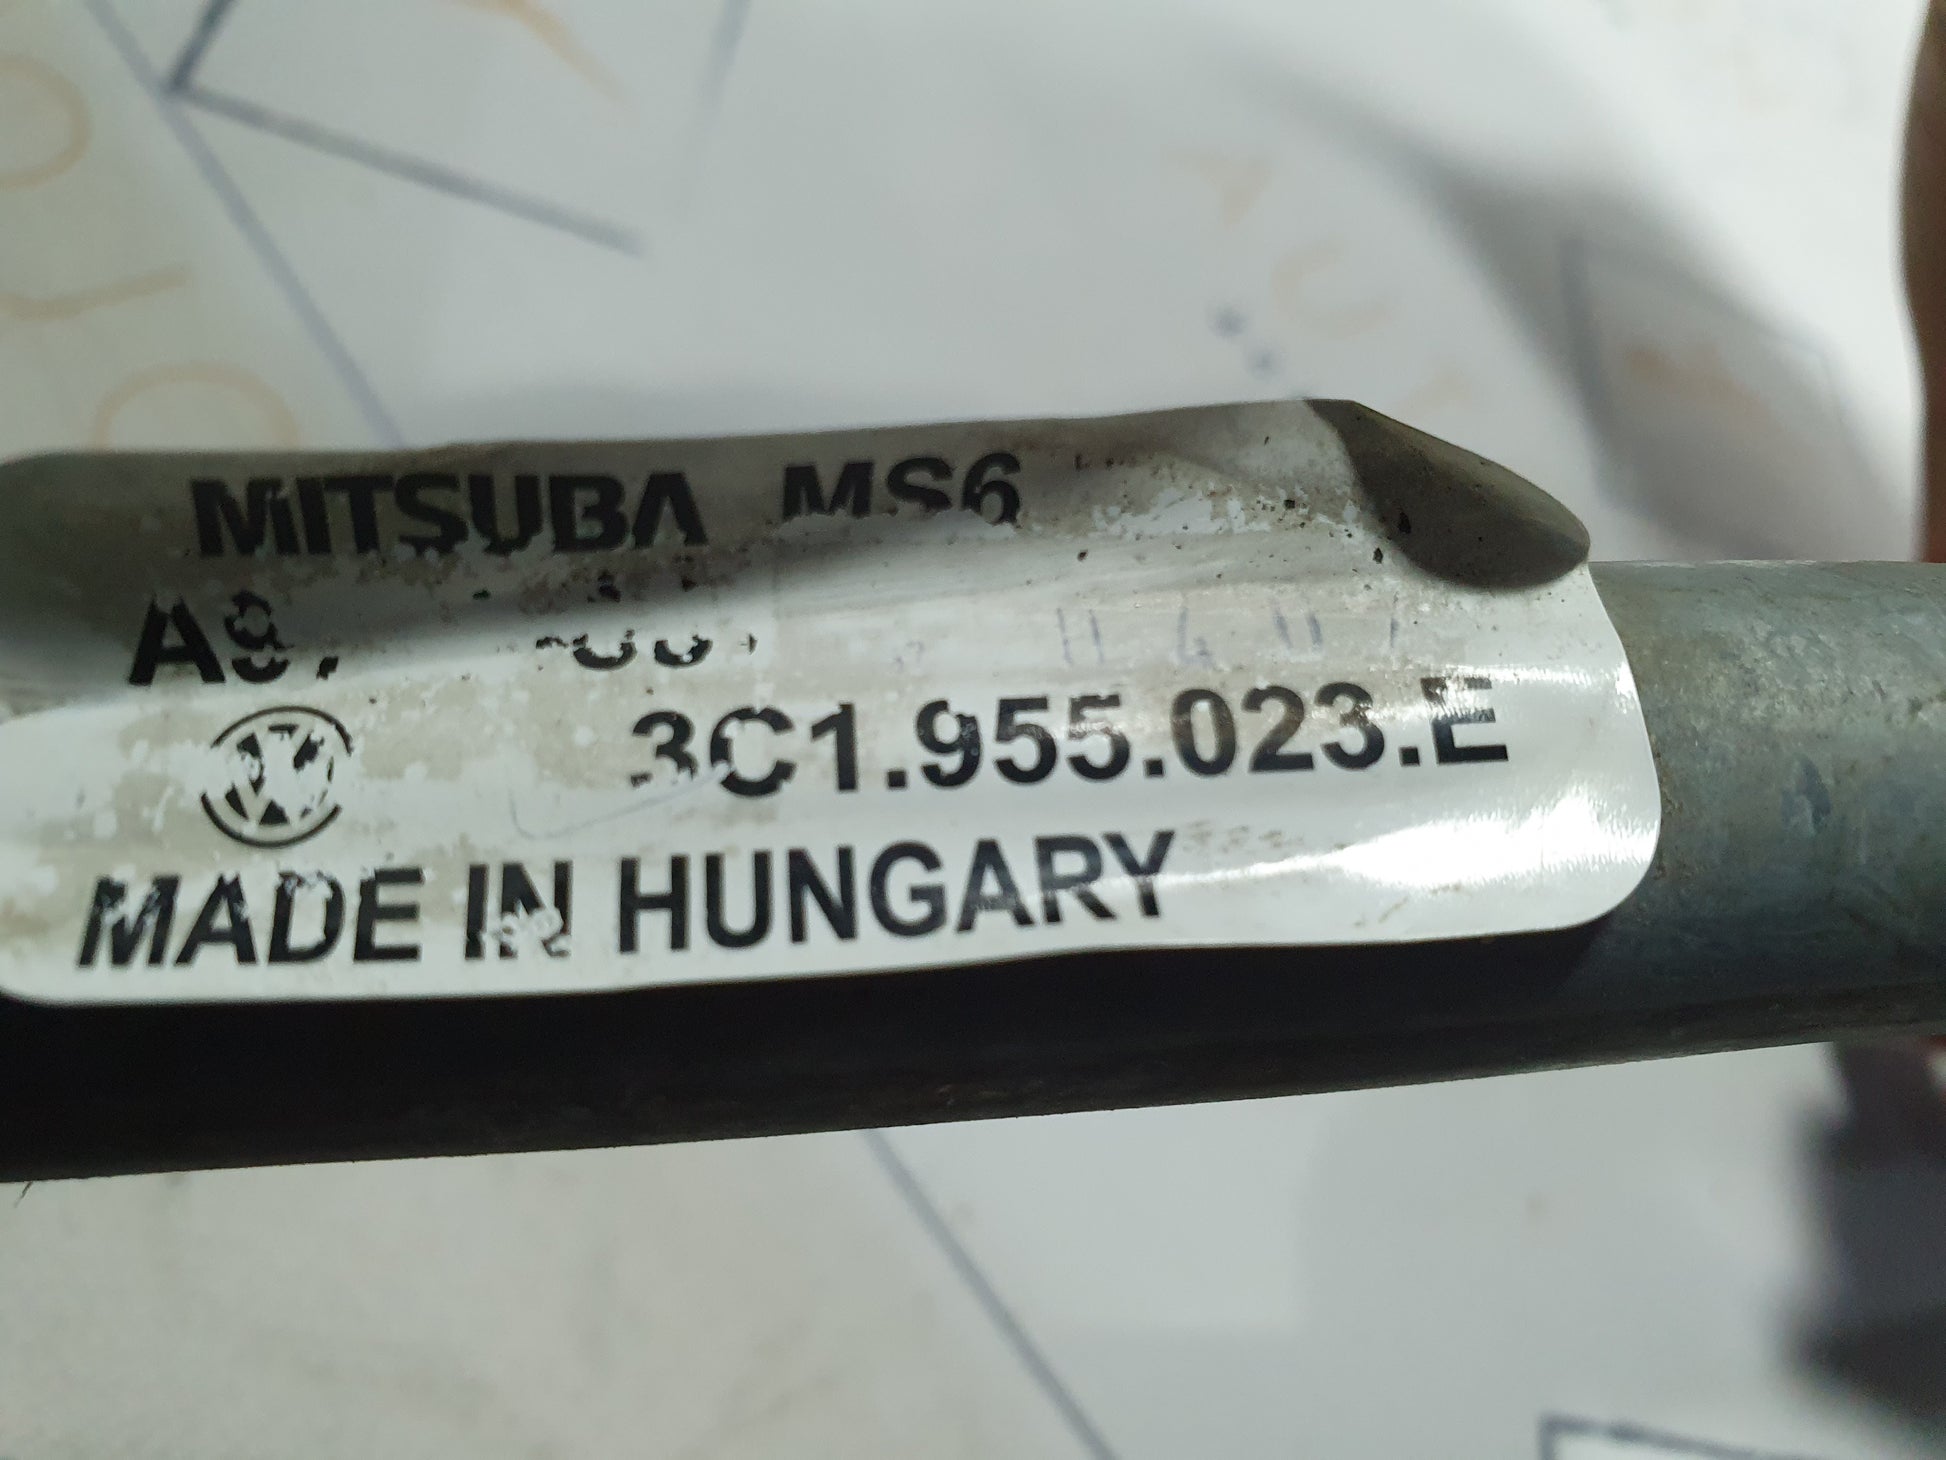 MITSUBA MS6
3C1.955.023.E
MADE IN HUNGARY